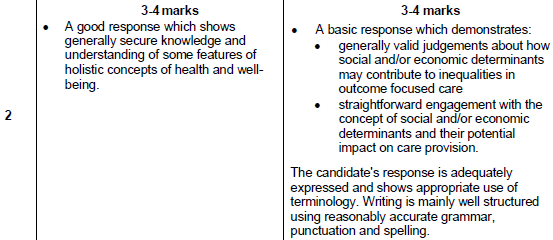 2
3-4 marks
• A good response which shows
generally secure knowledge and
understanding of some features of
holistic concepts of health and well-
being.
3-4 marks
• A basic response which demonstrates:
• generally valid judgements about how
social and/or economic determinants
may contribute to inequalities in
outcome focused care
• straightforward engagement with the
concept of social and/or economic
determinants and their potential
impact on care provision.
The candidate's response is adequately
expressed and shows appropriate use of
terminology. Writing is mainly well structured
using reasonably accurate grammar,
punctuation and spelling.